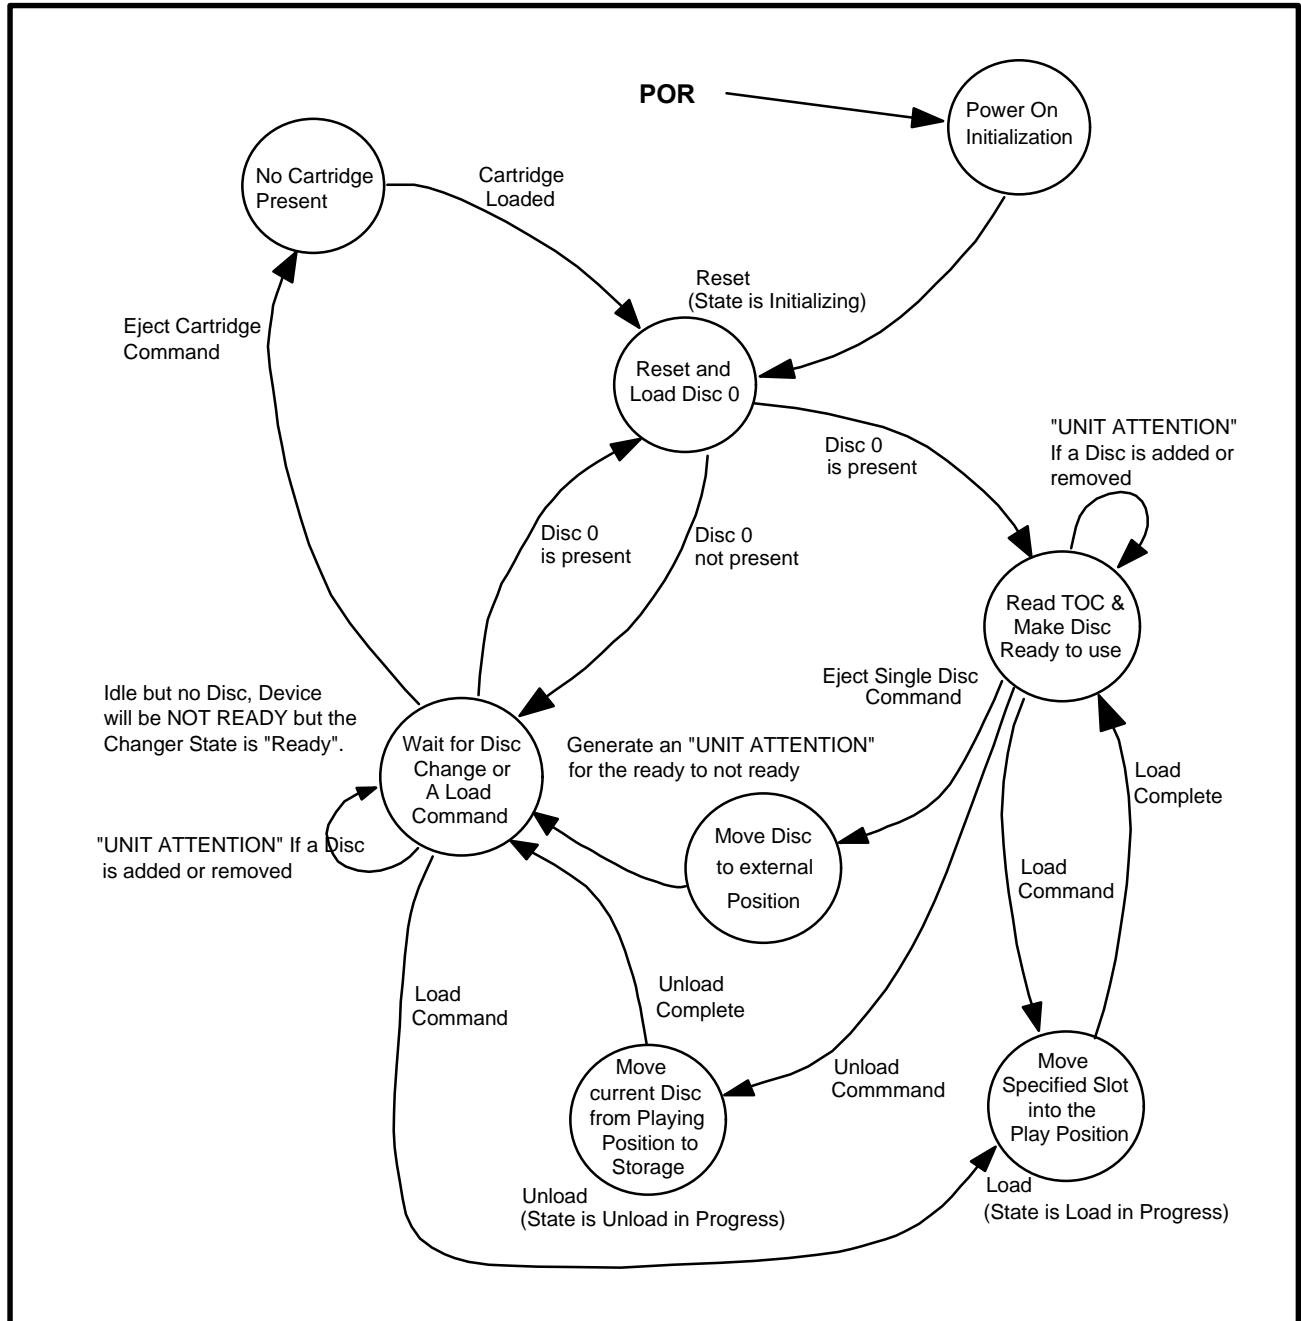 POR
Power On
Initialization
No Cartridge
Present
Cartridge
Loaded
Reset
(State is Initializing)
Eject Cartridge
Command
Reset and
Load Disc 0
"UNIT ATTENTION"
If a Disc is added or
removed
Disc 0
is present
Disc 0
is present
Disc 0
not present
Read TOC &
Make Disc
Ready to use
Eject Single Disc
Command
Idle but no Disc, Device
will be NOT READY but the
Changer State is "Ready".
Wait for Disc
Change or
A Load
Command
Generate an "UNIT ATTENTION"
for the ready to not ready
Load
Complete
"UNIT ATTENTION" If a Disc
is added or removed
Move Disc
to external
Position
Load
Command
Load
Command
Unload
Complete
Unload
Commmand
Move
current Disc
from Playing
Position to
Storage
Move
Specified Slot
into the
Play Position
Unload
(State is Unload in Progress)
Load
(State is Load in Progress)